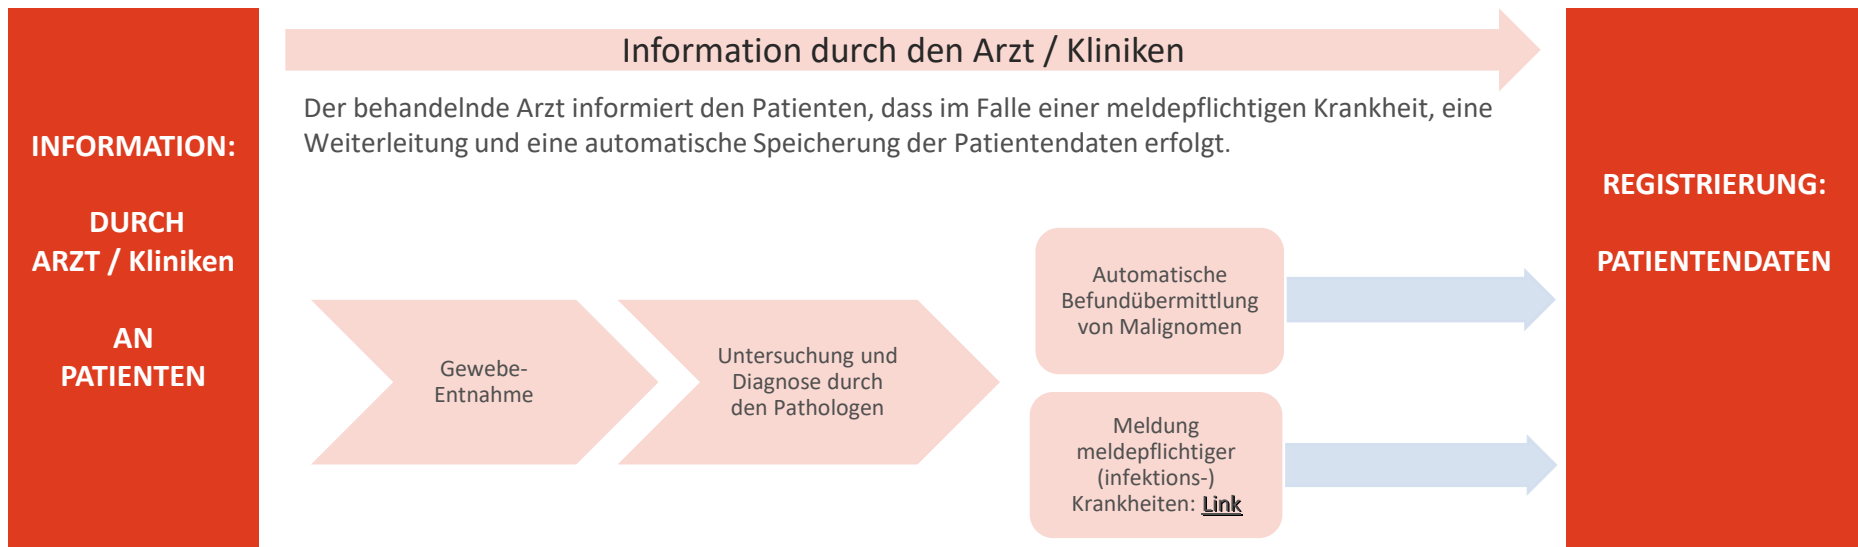 INFORMATION:
DURCH
ARZT / Kliniken
AN
PATIENTEN
Information durch den Arzt / Kliniken
Der behandelnde Arzt informiert den Patienten, dass im Falle einer meldepflichtigen Krankheit, eine
Weiterleitung und eine automatische Speicherung der Patientendaten erfolgt.
Gewebe-
Entnahme
Untersuchung und
Diagnose durch
den Pathologen
Automatische
Befundübermittlung
von Malignomen
Meldung
meldepflichtiger
(infektions-)
Krankheiten: Link
REGISTRIERUNG:
PATIENTENDATEN